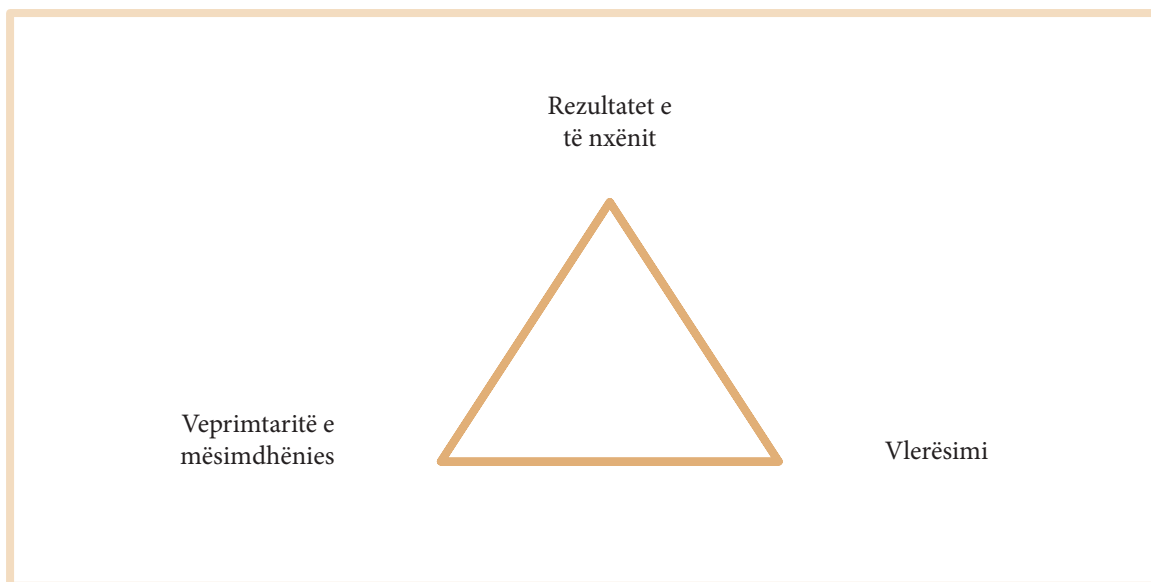 Rezultatet e
të nxënit
Veprimtaritë e
mësimdhënies
Vlerësimi